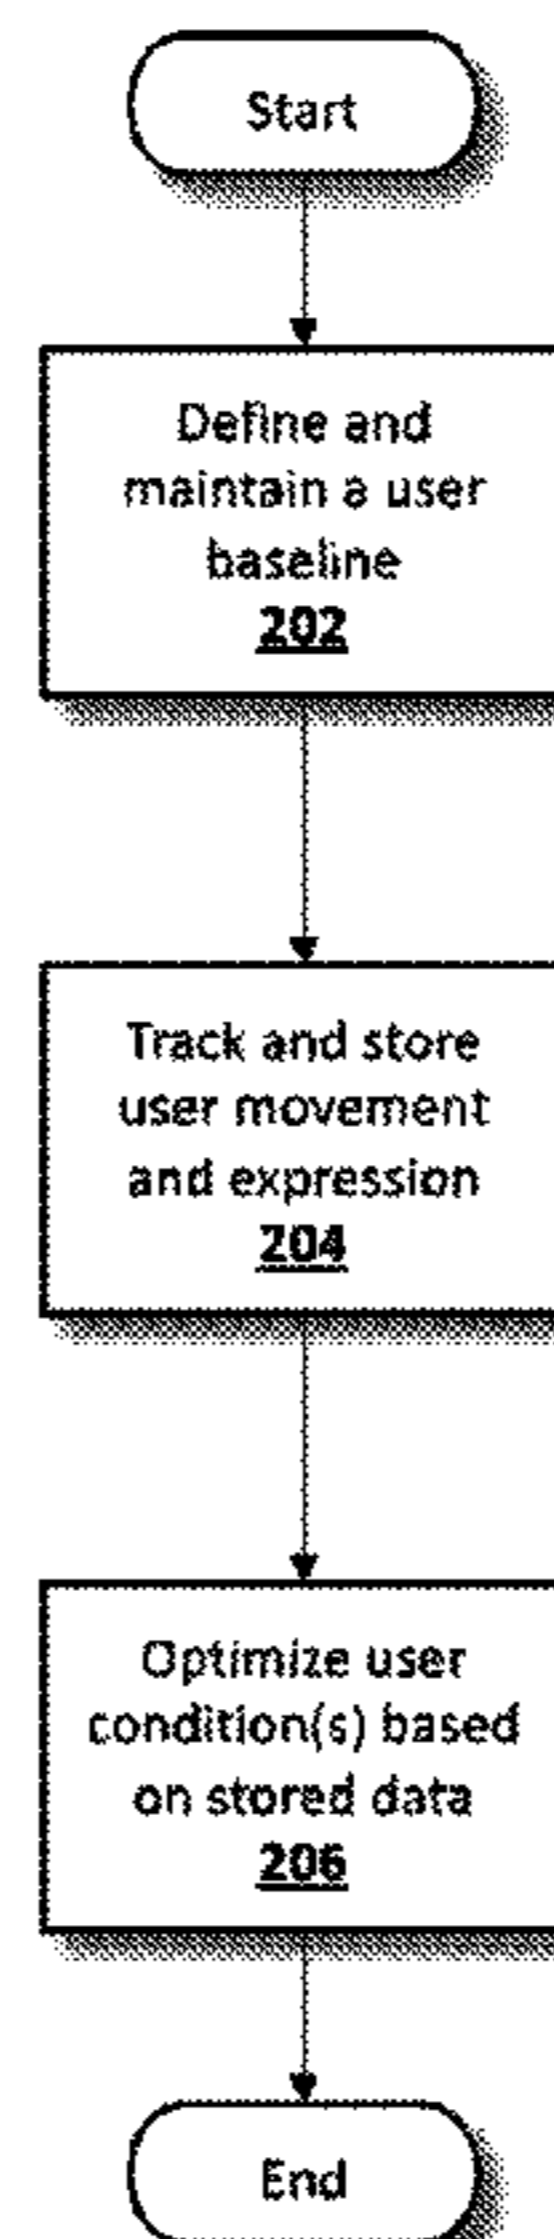 Start
Define and
maintain a user
baseline
202
Track and store
user movement
and expression
204
Optimize user
condition(s) based
on stored data
206
End